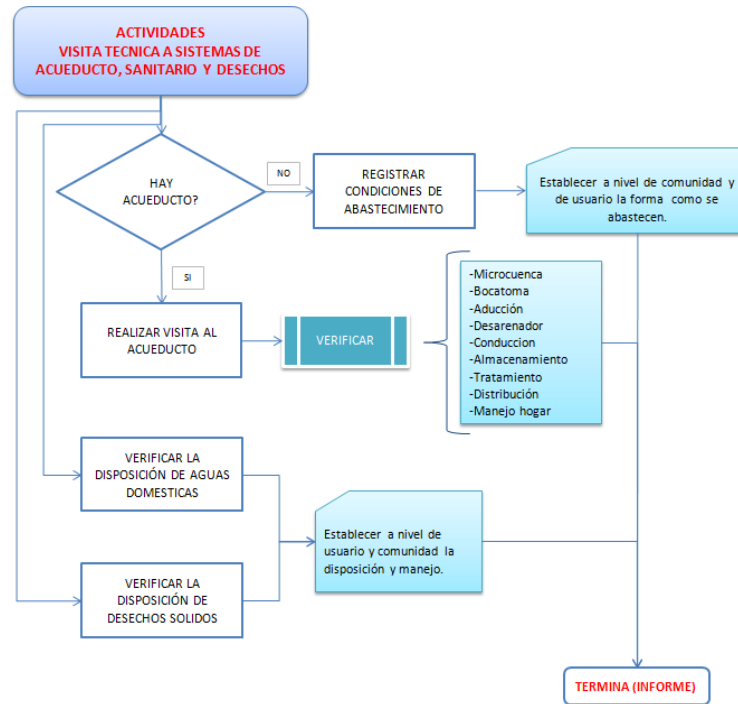 ACTIVIDADES
VISITA TECNICA A SISTEMAS DE
ACUEDUCTO, SANITARIO Y DESECHOS
HAY
ACUEDUCTO?
NO
REGISTRAR
CONDICIONES DE
ABASTECIMIENTO
Establecer a nivel de comunidad y
de usuario la forma como se
abastecen.
SI
REALIZAR VISITA AL
ACUEDUCTO
VERIFICAR
-Microcuenca
-Bocatoma
-Aducción
-Desarenador
-Conduccion
-Almacenamiento
-Tratamiento
-Distribución
-Manejo hogar
VERIFICAR LA
DISPOSICIÓN DE AGUAS
DOMESTICAS
Establecer a nivel de
usuario y comunidad la
disposición y manejo.
VERIFICAR LA
DISPOSICIÓN DE
DESECHOS SOLIDOS
TERMINA (INFORME)